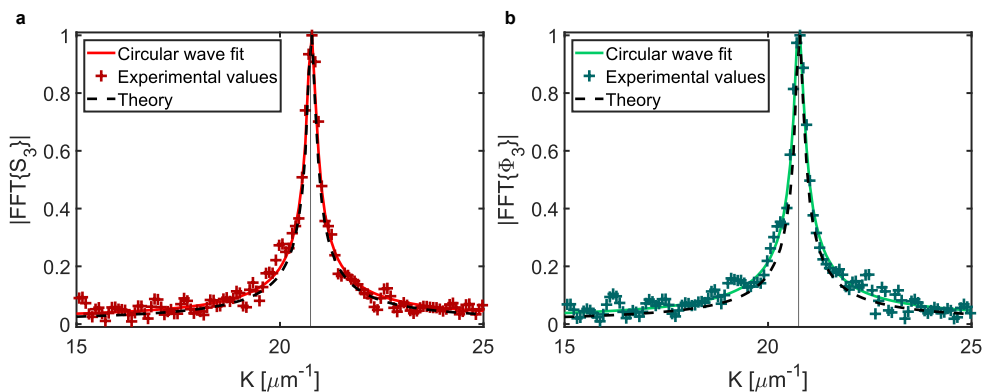 a
Circular wave fit
Experimental values
Theory
|FFT{S₃}|
1
0.8
0.6
0.4
0.2
0
15
20
25
K [μm⁻¹]
b
Circular wave fit
Experimental values
Theory
|FFT{Φ₃}|
1
0.8
0.6
0.4
0.2
0
15
20
25
K [μm⁻¹]